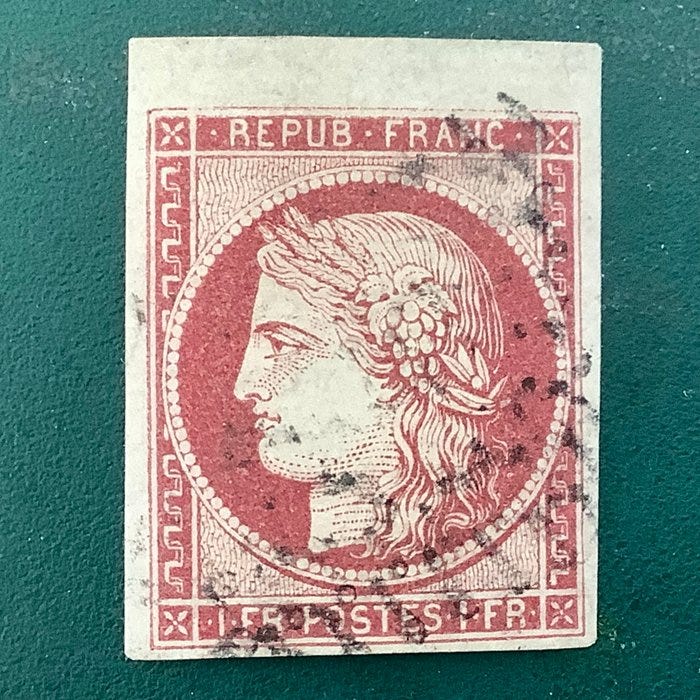 · REPUB · FRANC ·
· 1 · FR · POSTES · 1 · FR ·